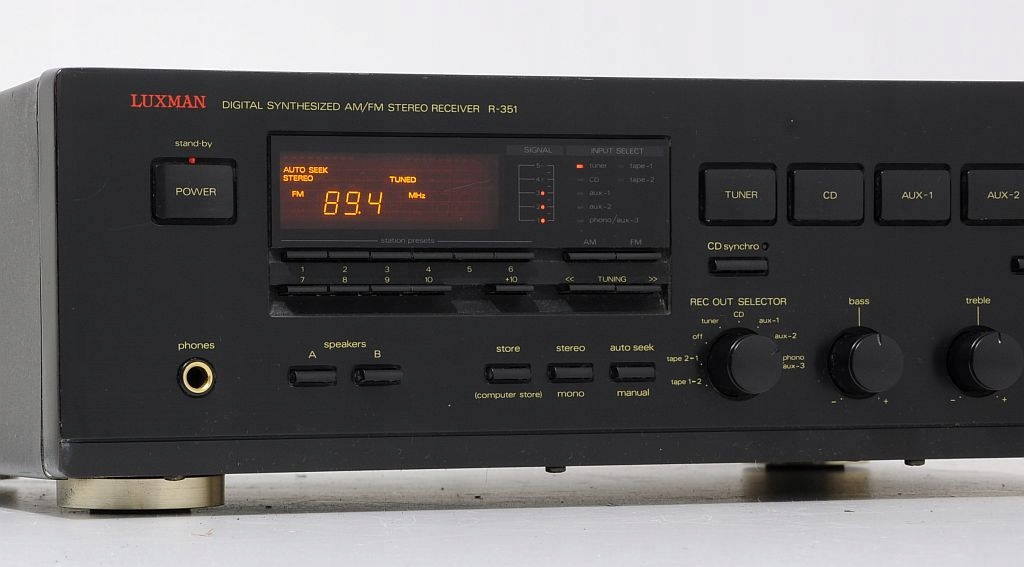 LUXMAN DIGITAL SYNTHESIZED AM/FM STEREO RECEIVER R-351
stand-by
POWER
AUTO SEEK
STEREO TUNED
FM 89.4 MHz
SIGNAL INPUT SELECT
5 tuner tape-1
4 CD tape-2
3 aux-1
2 aux-2
1 phono/aux-3
station presets AM FM
1 2 3 4 5 6
7 8 9 10 +10 << TUNING >>
TUNER CD AUX-1 AUX-2
CD synchro
REC OUT SELECTOR
tuner CD aux-1
off aux-2
tape 2-1 phono
aux-3
tape 1-2
bass
- +
treble
- +
phones
speakers
A B
store stereo auto seek
(computer store) mono manual